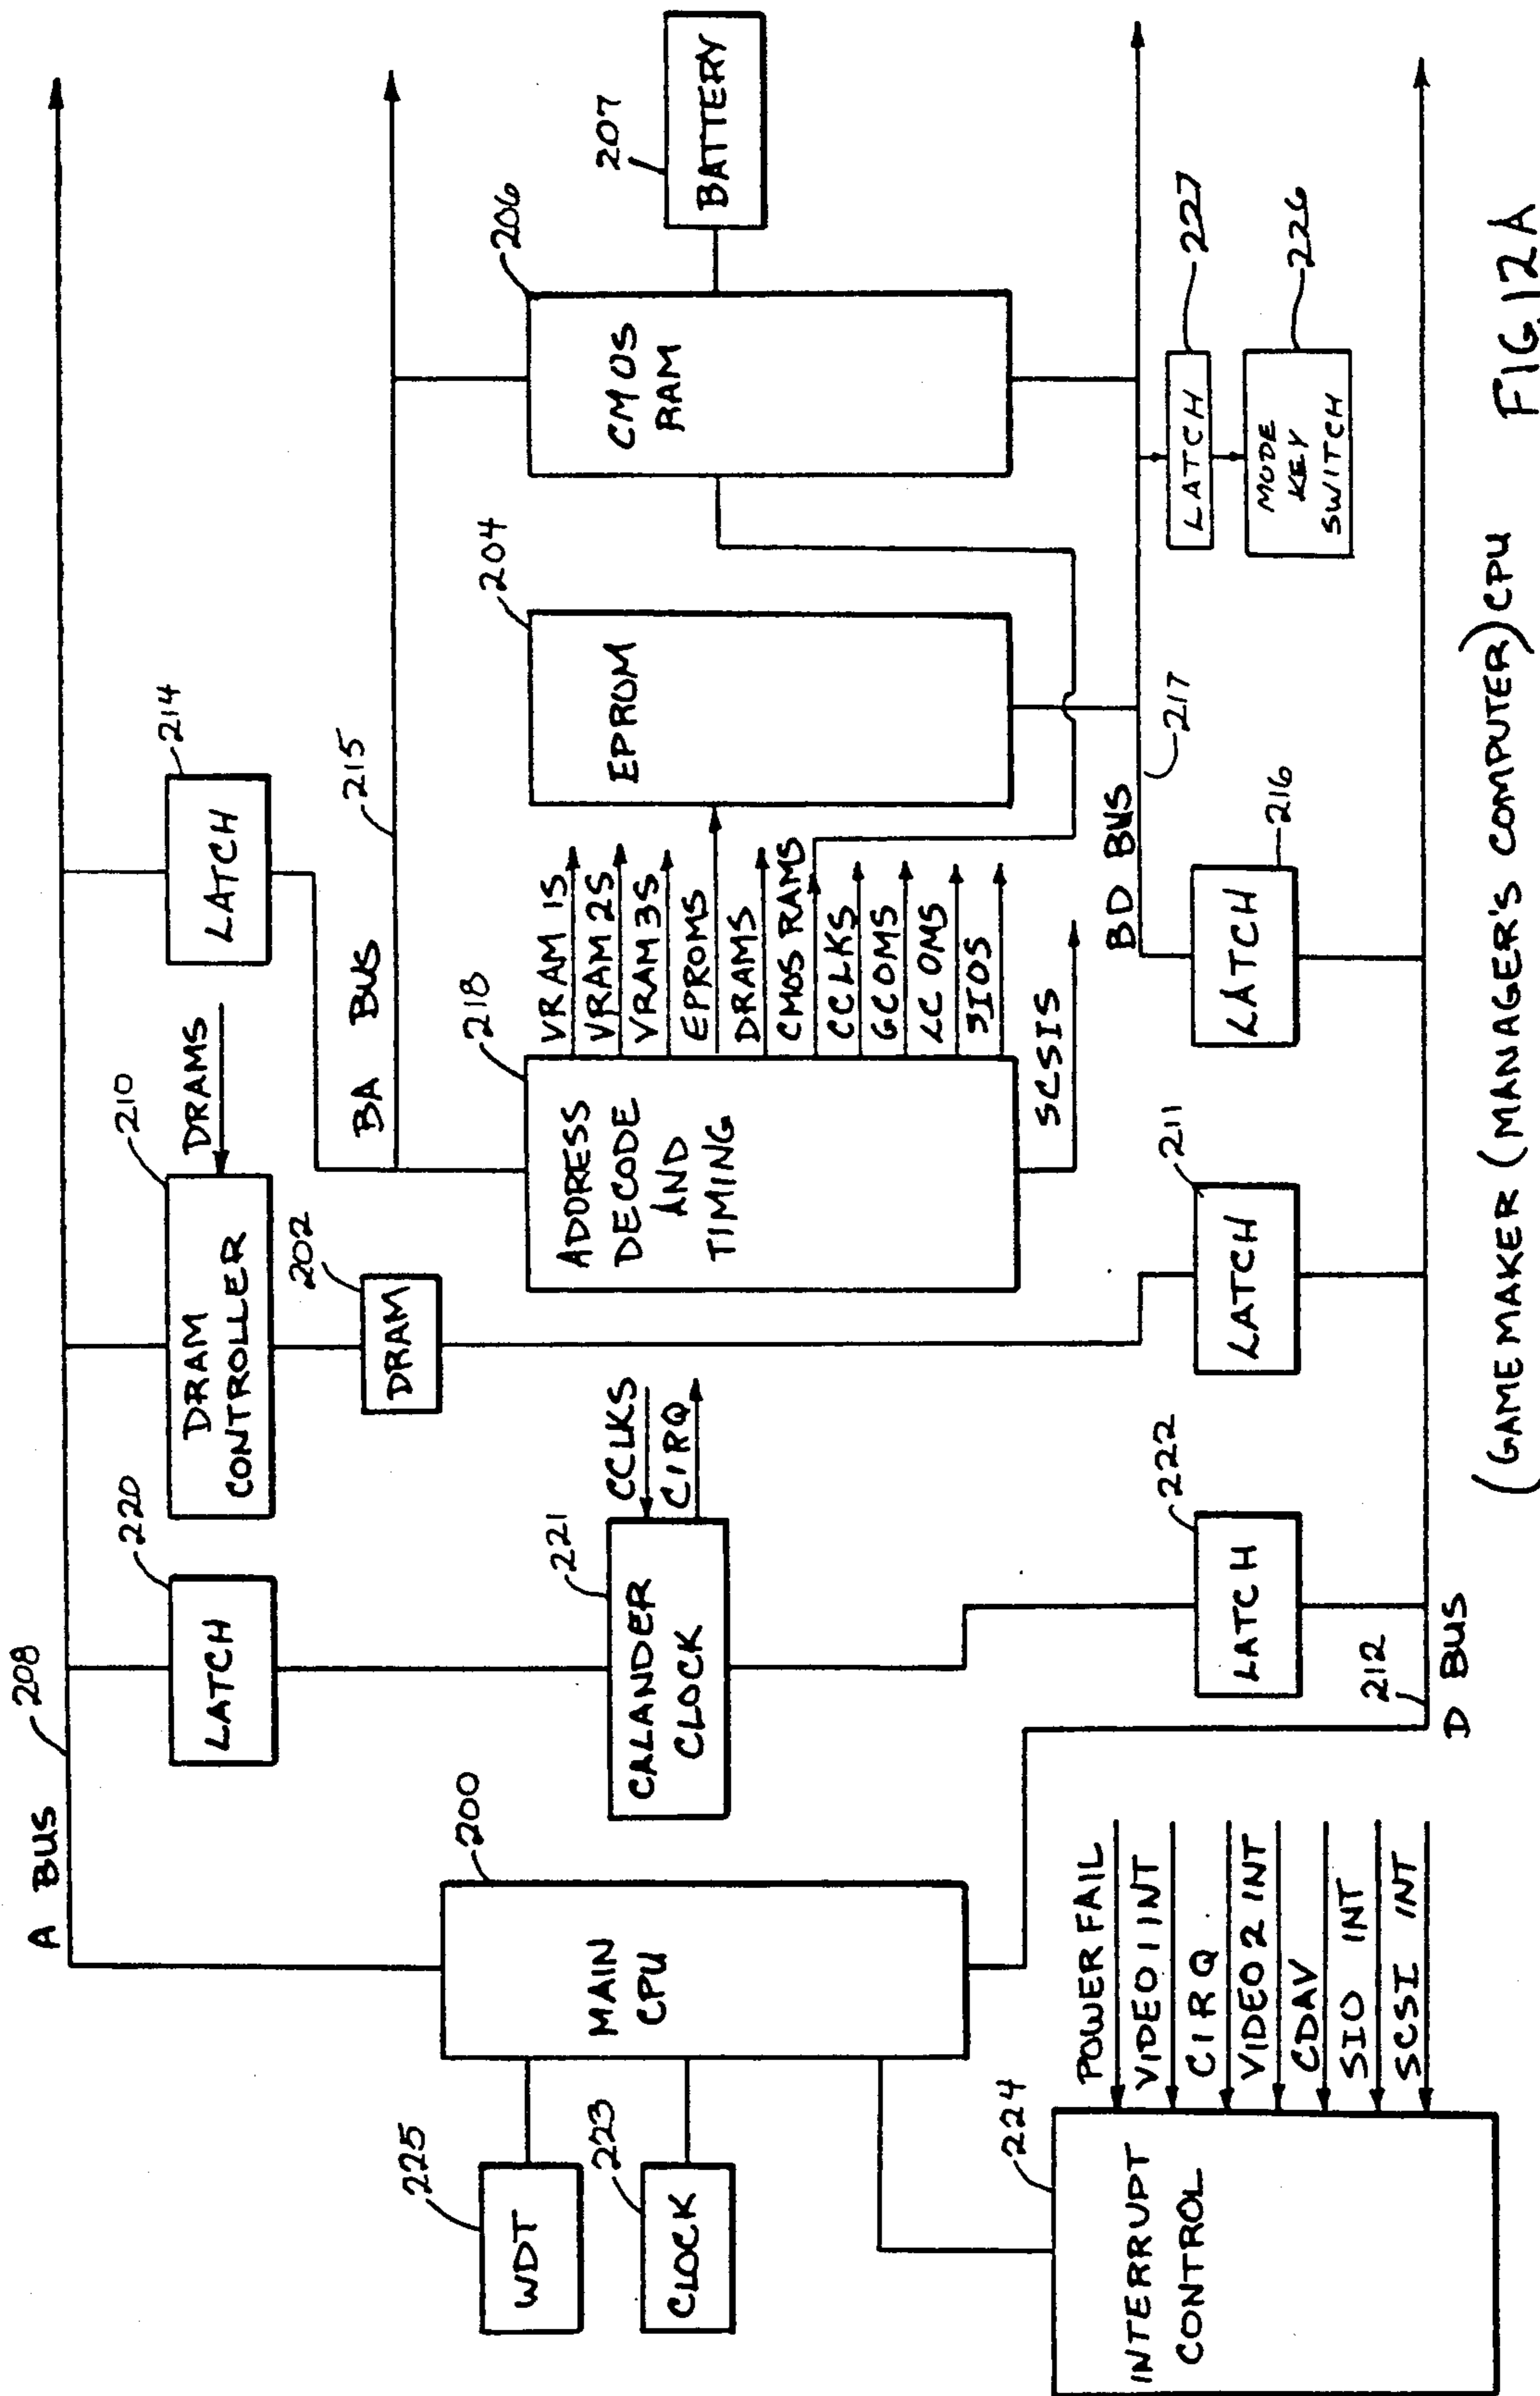 A BUS
208
LATCH
220
DRAM
CONTROLLER
210
DRAMS
LATCH
214
DRAM
202
BA BUS
215
WDT
225
CLOCK
223
MAIN
CPU
200
CALANDER
CLOCK
221
CCLKS
CIRQ
ADDRESS
DECODE
AND
TIMING
218
VRAM 1S
VRAM 2S
VRAM 3S
EPROMS
DRAMS
CMOS RAMS
CCLKS
GCOMS
LCOMS
SIOS
SCSIS
EPROM
204
CMOS
RAM
206
BATTERY
207
INTERRUPT
CONTROL
224
POWER FAIL
VIDEO 1 INT
CIRQ
VIDEO 2 INT
CDAV
SIO INT
SCSI INT
LATCH
222
LATCH
211
LATCH
216
BD BUS
217
LATCH
227
MODE
KEY
SWITCH
226
D BUS
212
(GAME MAKER (MANAGER'S COMPUTER) CPU
FIG. 12A